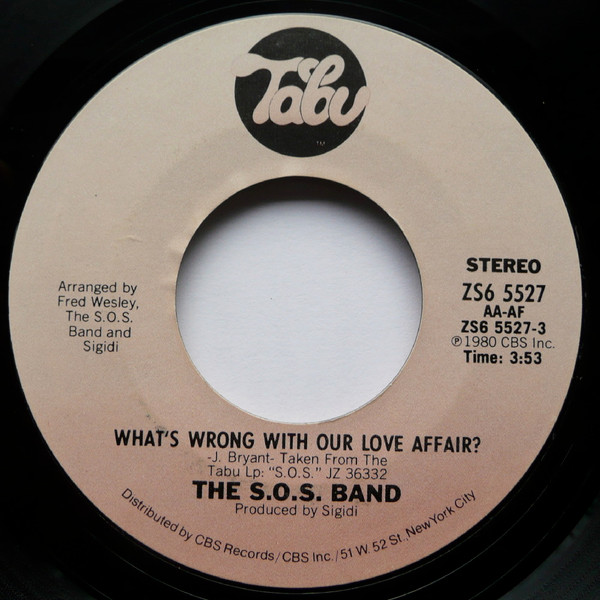 Tabu
TM
Arranged by
Fred Wesley,
The S.O.S.
Band and
Sigidi
STEREO
ZS6 5527
AA-AF
ZS6 5527-3
℗1980 CBS Inc.
Time: 3:53
WHAT'S WRONG WITH OUR LOVE AFFAIR?
-J. Bryant- Taken From The
Tabu Lp: "S.O.S." JZ 36332
THE S.O.S. BAND
Produced by Sigidi
Distributed by CBS Records/CBS Inc./51 W. 52 St., New York City